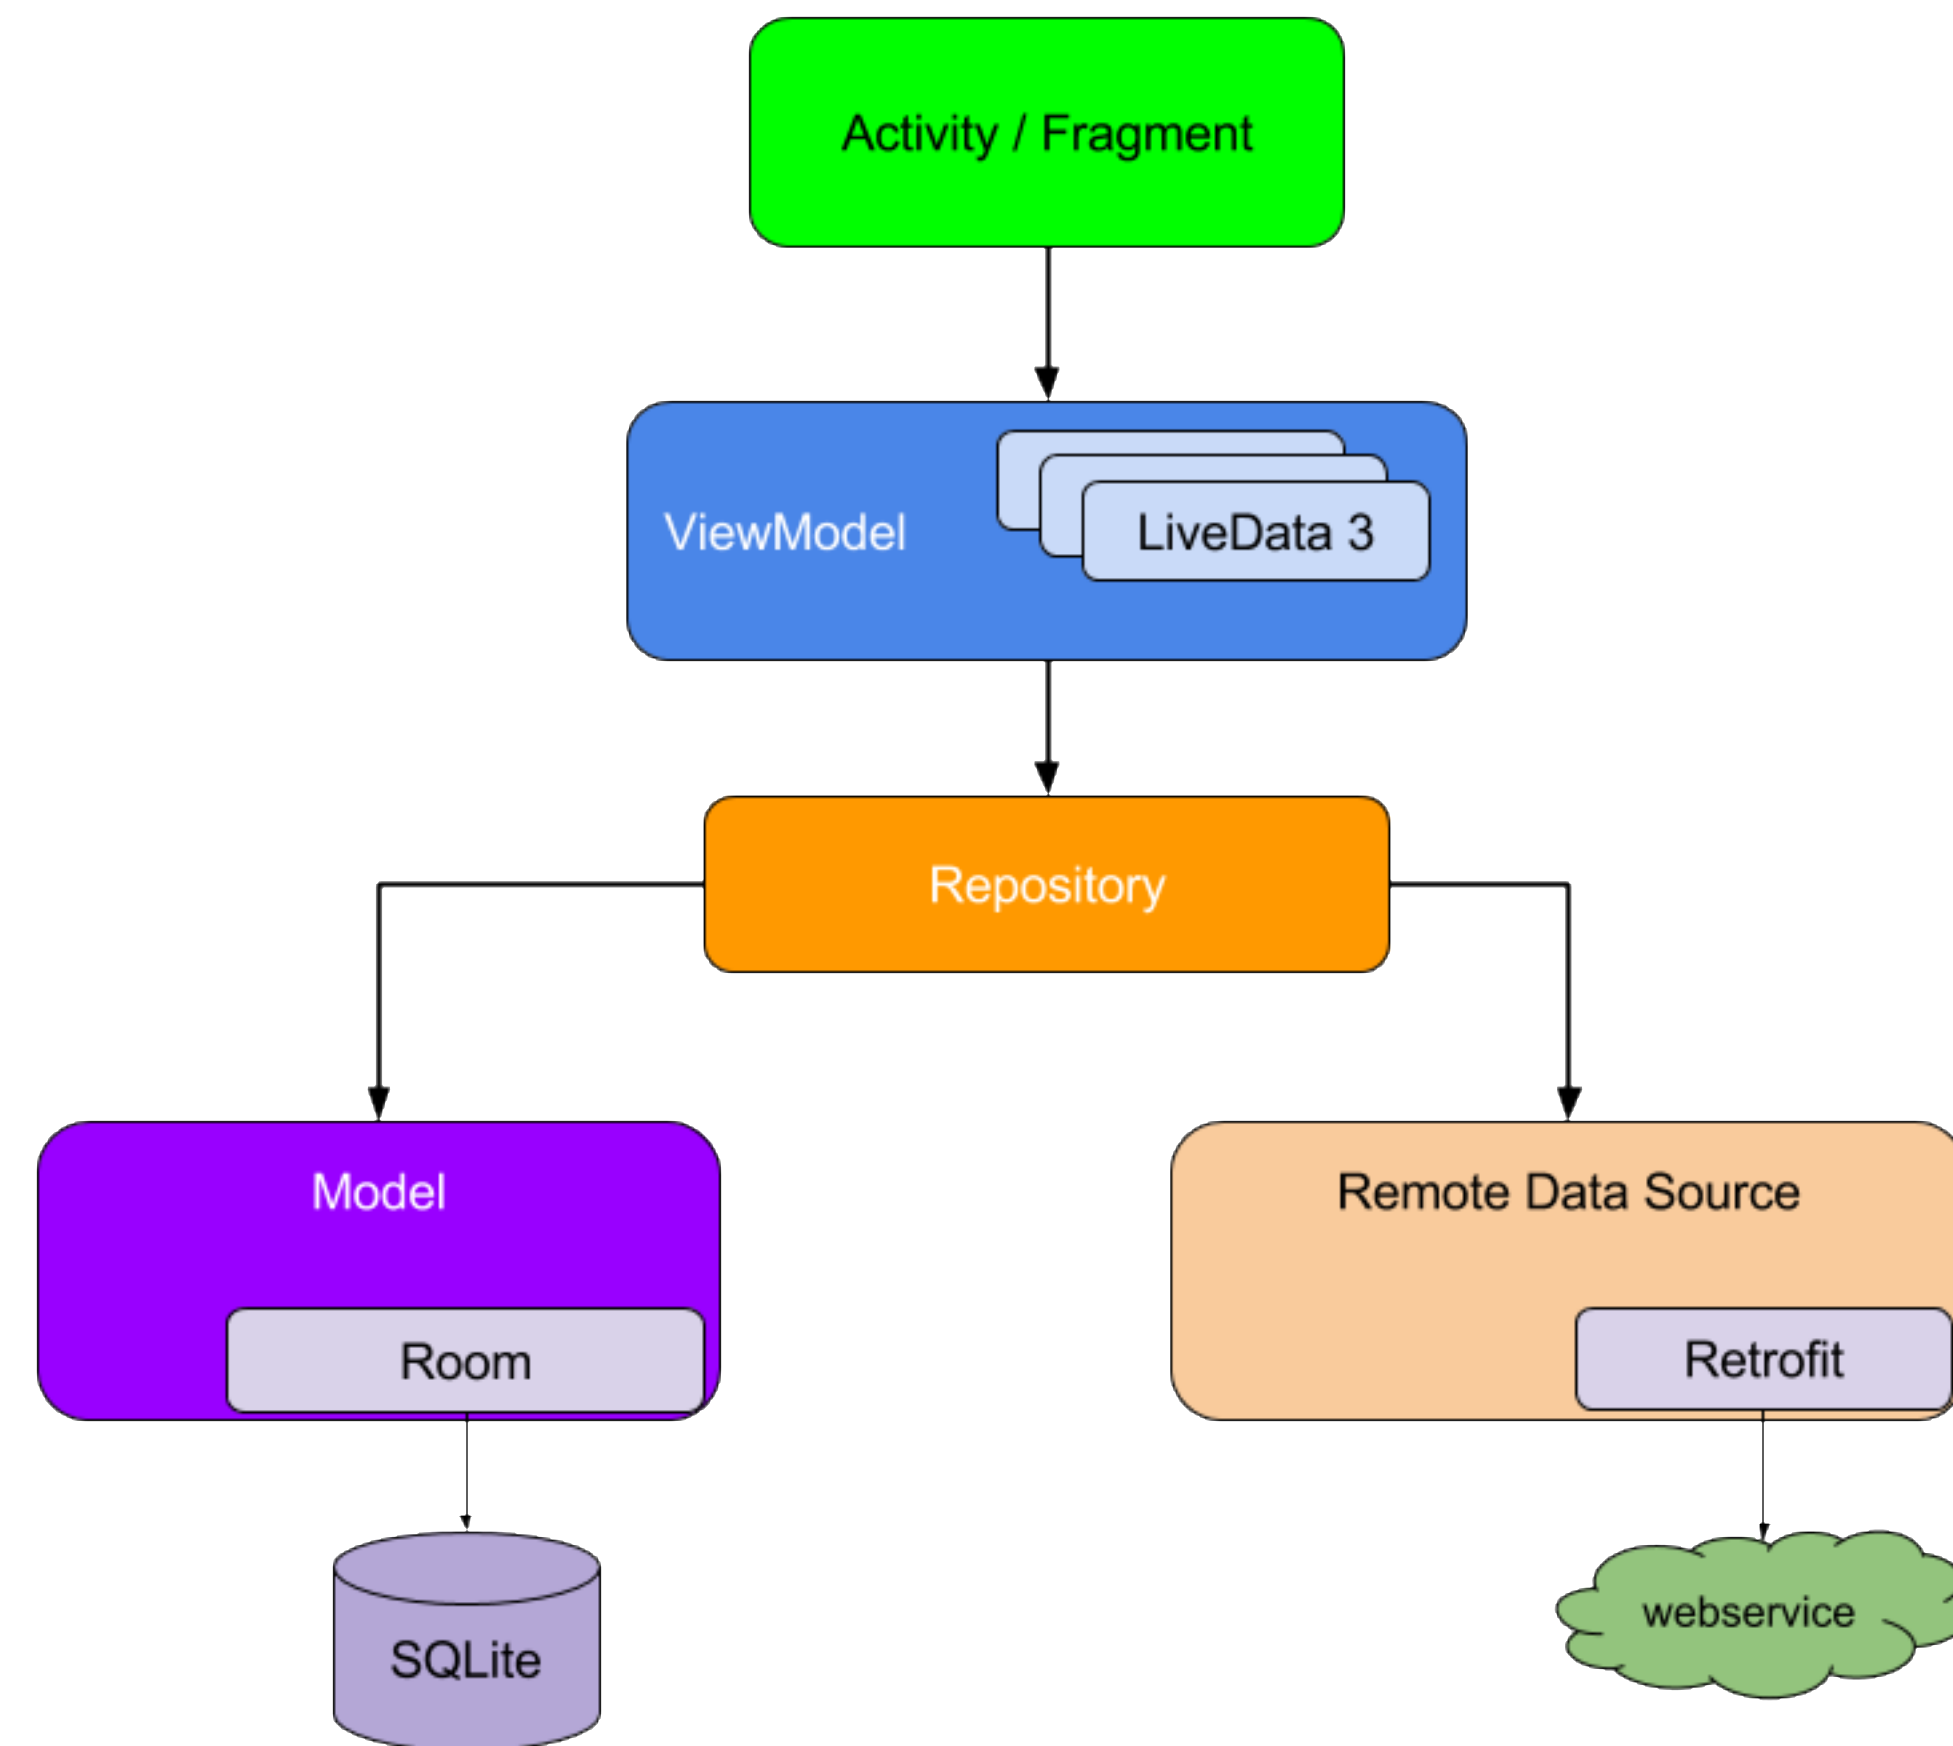 Activity / Fragment
ViewModel
LiveData 3
Repository
Model
Remote Data Source
Room
Retrofit
SQLite
webservice